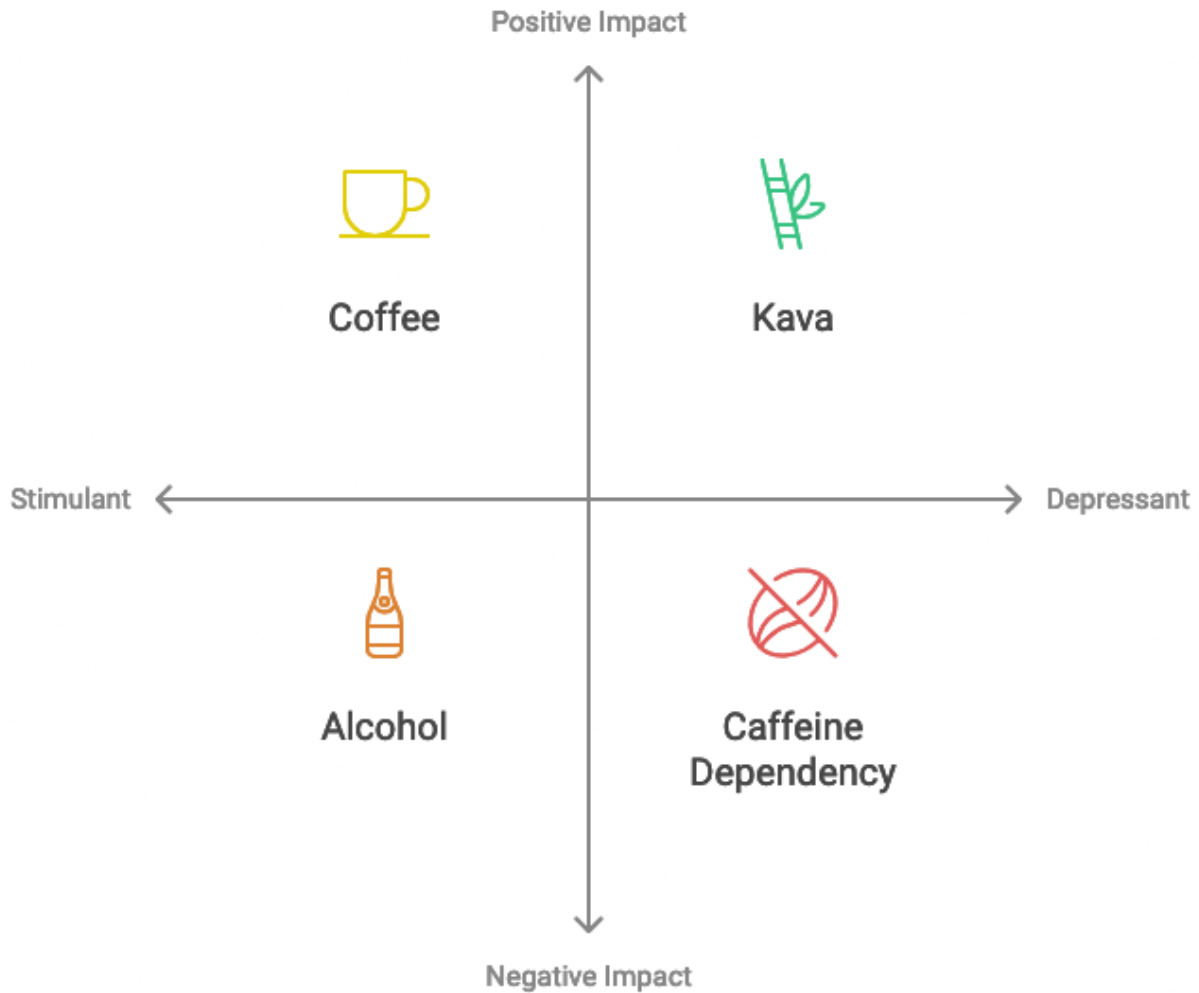 Positive Impact
Coffee
Kava
Stimulant
Depressant
Alcohol
Caffeine
Dependency
Negative Impact